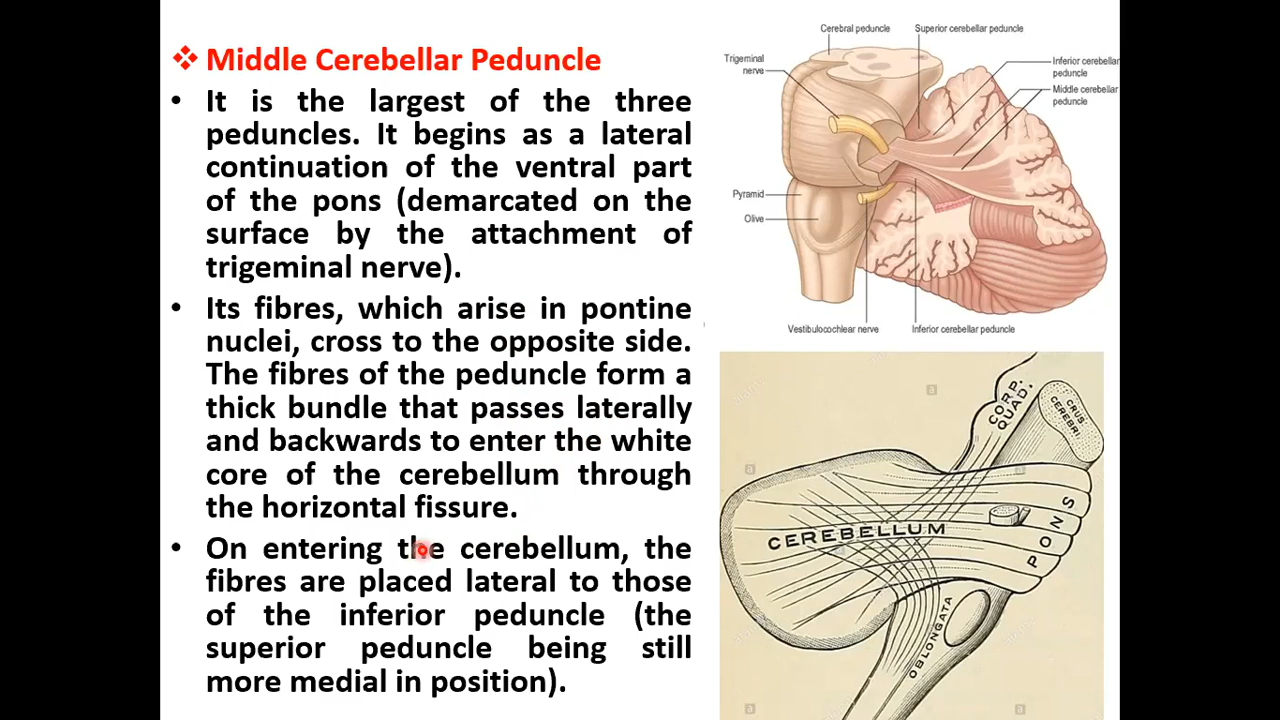 ❖ Middle Cerebellar Peduncle
• It is the largest of the three
peduncles. It begins as a lateral
continuation of the ventral part
of the pons (demarcated on the
surface by the attachment of
trigeminal nerve).
• Its fibres, which arise in pontine
nuclei, cross to the opposite side.
The fibres of the peduncle form a
thick bundle that passes laterally
and backwards to enter the white
core of the cerebellum through
the horizontal fissure.
• On entering the cerebellum, the
fibres are placed lateral to those
of the inferior peduncle (the
superior peduncle being still
more medial in position).
Cerebral peduncle
Superior cerebellar peduncle
Trigeminal
nerve
Inferior cerebellar
peduncle
Middle cerebellar
peduncle
Pyramid
Olive
Vestibulocochlear nerve
Inferior cerebellar peduncle
CORP.
QUAD.
CRUS
CEREBRI
CEREBELLUM
PONS
OBLONGATA
a
a
a
a
a